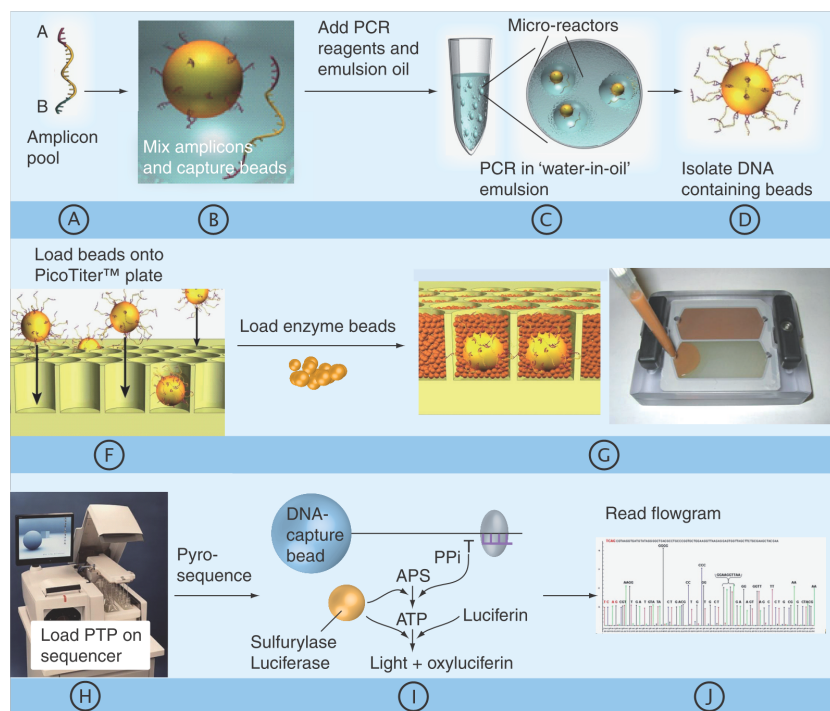 A
B
Amplicon
pool
Mix amplicons
and capture beads
Add PCR
reagents and
emulsion oil
Micro-reactors
PCR in ‘water-in-oil’
emulsion
Isolate DNA
containing beads
A
B
C
D
Load beads onto
PicoTiter™ plate
Load enzyme beads
F
G
Load PTP on
sequencer
Pyro-
sequence
DNA-
capture
bead
T
PPi
APS
ATP
Luciferin
Sulfurylase
Luciferase
Light + oxyluciferin
Read flowgram
H
I
J